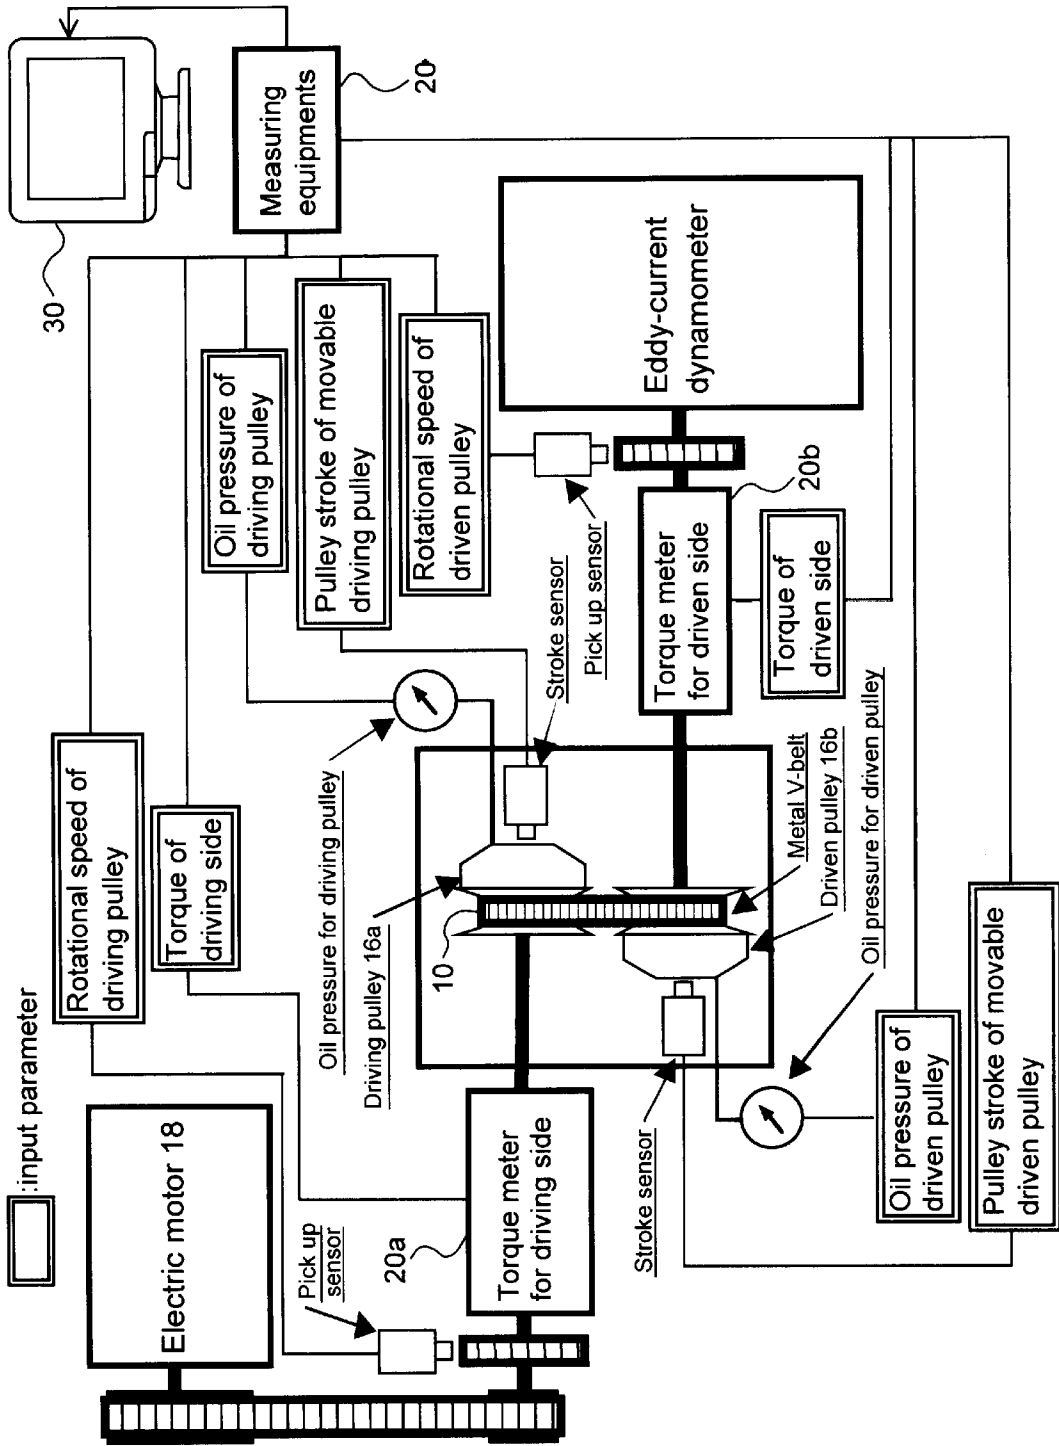 :input parameter
Electric motor 18
Pick up
sensor
20a
Torque meter
for driving side
Rotational speed of
driving pulley
Torque of
driving side
Oil pressure for driving pulley
Driving pulley 16a
10
Stroke sensor
Oil pressure of
driven pulley
Pulley stroke of movable
driven pulley
30
Measuring
equipments
20
Oil pressure of
driving pulley
Pulley stroke of movable
driving pulley
Rotational speed of
driven pulley
Stroke sensor
Pick up sensor
Eddy-current
dynamometer
Torque meter
for driven side
20b
Torque of
driven side
Metal V-belt
Driven pulley 16b
Oil pressure for driven pulley